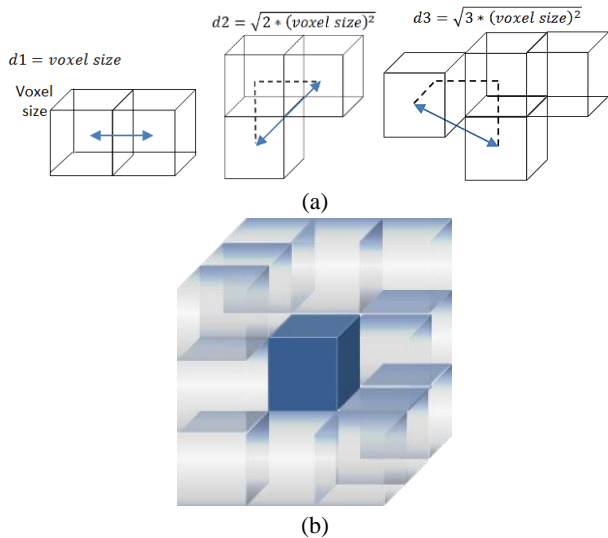 d2 = √2 ∗ (voxel size)²
d3 = √3 ∗ (voxel size)²
d1 = voxel size
Voxel
size
(a)
(b)